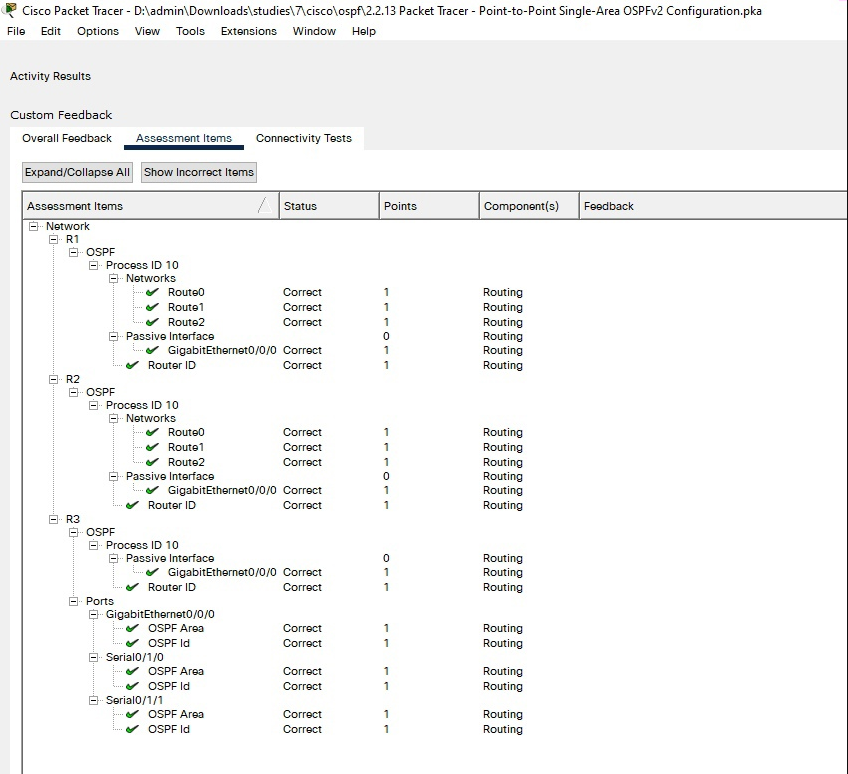 Cisco Packet Tracer - D:\admin\Downloads\studies\7\cisco\ospf\2.2.13 Packet Tracer - Point-to-Point Single-Area OSPFv2 Configuration.pka
File Edit Options View Tools Extensions Window Help
Activity Results
Custom Feedback
Overall Feedback Assessment Items Connectivity Tests
Expand/Collapse All Show Incorrect Items
Assessment Items Status Points Component(s) Feedback
Network
R1
OSPF
Process ID 10
Networks
Route0 Correct 1 Routing
Route1 Correct 1 Routing
Route2 Correct 1 Routing
Passive Interface 0 Routing
GigabitEthernet0/0/0 Correct 1 Routing
Router ID Correct 1 Routing
R2
OSPF
Process ID 10
Networks
Route0 Correct 1 Routing
Route1 Correct 1 Routing
Route2 Correct 1 Routing
Passive Interface 0 Routing
GigabitEthernet0/0/0 Correct 1 Routing
Router ID Correct 1 Routing
R3
OSPF
Process ID 10
Passive Interface 0 Routing
GigabitEthernet0/0/0 Correct 1 Routing
Router ID Correct 1 Routing
Ports
GigabitEthernet0/0/0
OSPF Area Correct 1 Routing
OSPF Id Correct 1 Routing
Serial0/1/0
OSPF Area Correct 1 Routing
OSPF Id Correct 1 Routing
Serial0/1/1
OSPF Area Correct 1 Routing
OSPF Id Correct 1 Routing